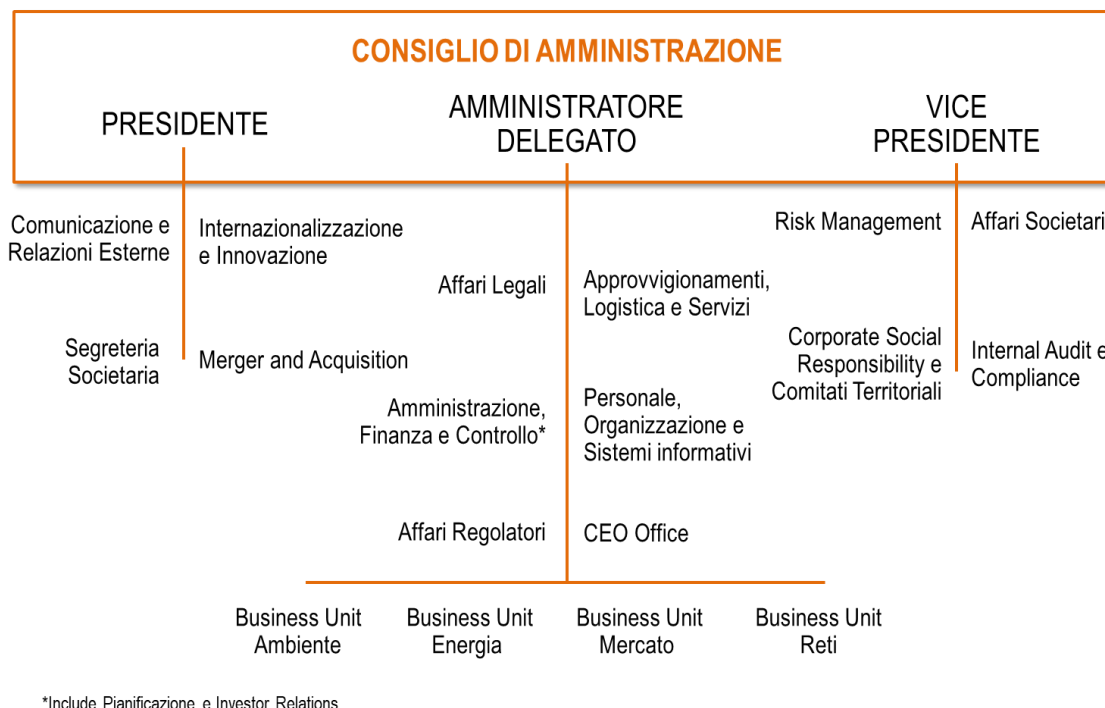 CONSIGLIO DI AMMINISTRAZIONE
PRESIDENTE
AMMINISTRATORE
DELEGATO
VICE
PRESIDENTE
Comunicazione e
Relazioni Esterne
Internazionalizzazione
e Innovazione
Segreteria
Societaria
Merger and Acquisition
Affari Legali
Approvvigionamenti,
Logistica e Servizi
Amministrazione,
Finanza e Controllo*
Personale,
Organizzazione e
Sistemi informativi
Affari Regolatori
CEO Office
Risk Management
Affari Societari
Corporate Social
Responsibility e
Comitati Territoriali
Internal Audit e
Compliance
Business Unit
Ambiente
Business Unit
Energia
Business Unit
Mercato
Business Unit
Reti
*Include Pianificazione e Investor Relations